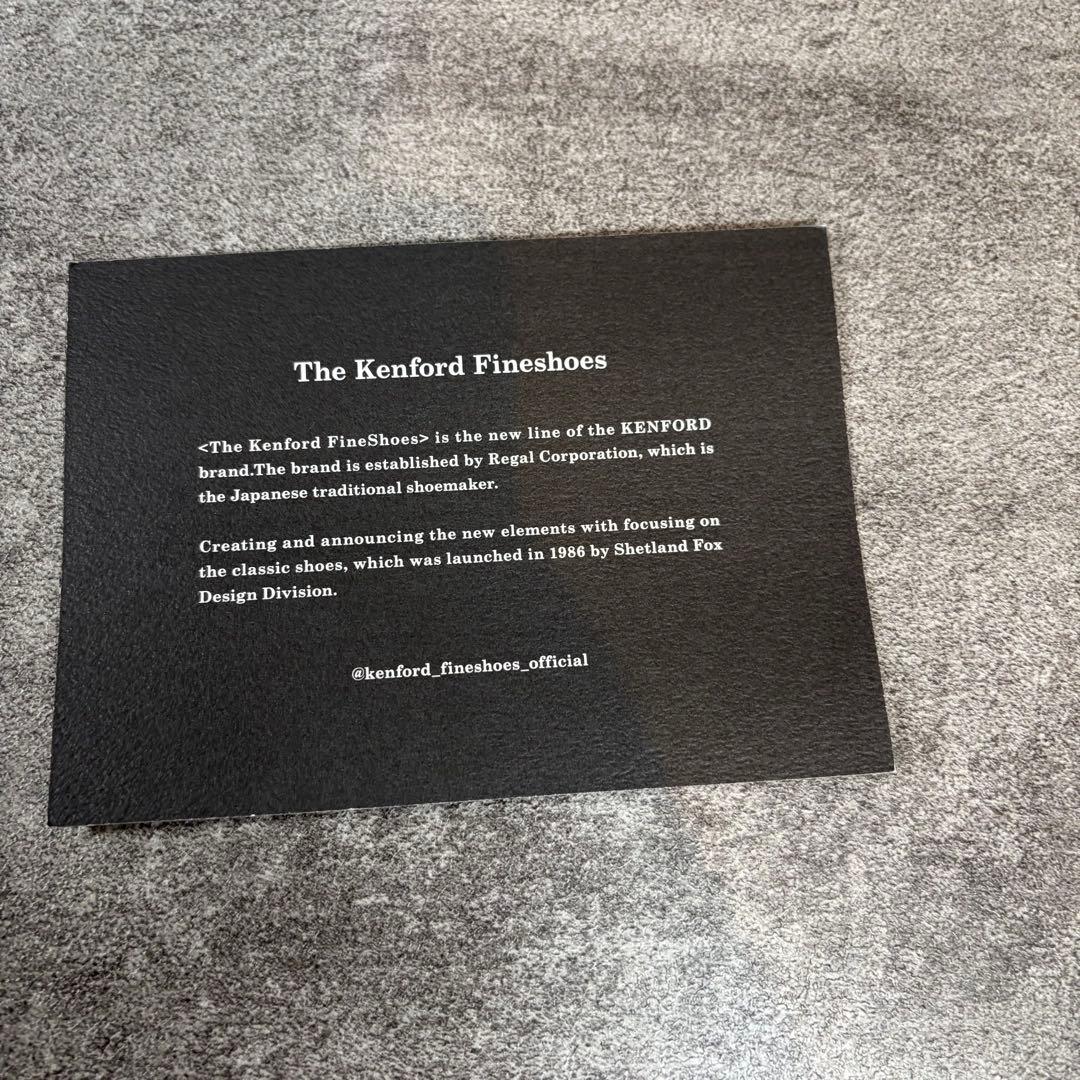 The Kenford Fineshoes
<The Kenford FineShoes> is the new line of the KENFORD
brand.The brand is established by Regal Corporation, which is
the Japanese traditional shoemaker.
Creating and announcing the new elements with focusing on
the classic shoes, which was launched in 1986 by Shetland Fox
Design Division.
@kenford_fineshoes_official